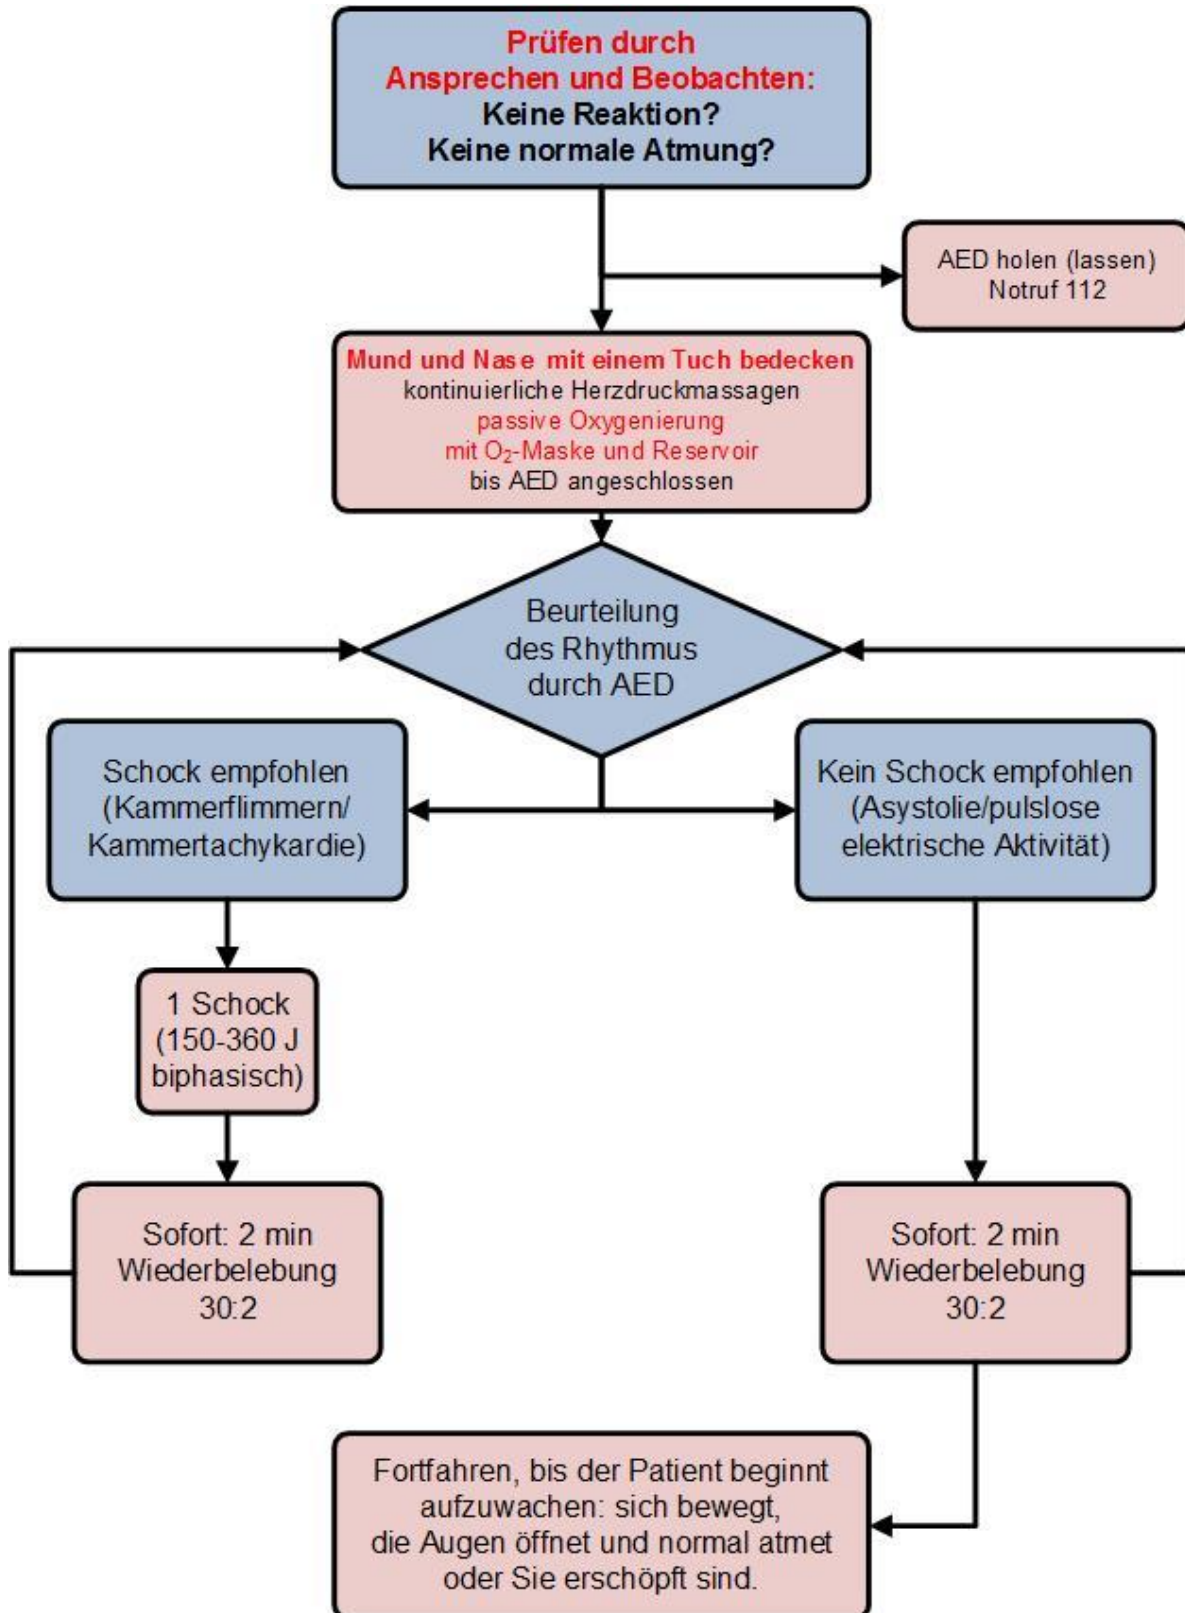 Prüfen durch
Ansprechen und Beobachten:
Keine Reaktion?
Keine normale Atmung?
AED holen (lassen)
Notruf 112
Mund und Nase mit einem Tuch bedecken
kontinuierliche Herzdruckmassagen
passive Oxygenierung
mit O₂-Maske und Reservoir
bis AED angeschlossen
Beurteilung
des Rhythmus
durch AED
Schock empfohlen
(Kammerflimmern/
Kammertachykardie)
Kein Schock empfohlen
(Asystolie/pulslose
elektrische Aktivität)
1 Schock
(150-360 J
biphasisch)
Sofort: 2 min
Wiederbelebung
30:2
Sofort: 2 min
Wiederbelebung
30:2
Fortfahren, bis der Patient beginnt
aufzuwachen: sich bewegt,
die Augen öffnet und normal atmet
oder Sie erschöpft sind.